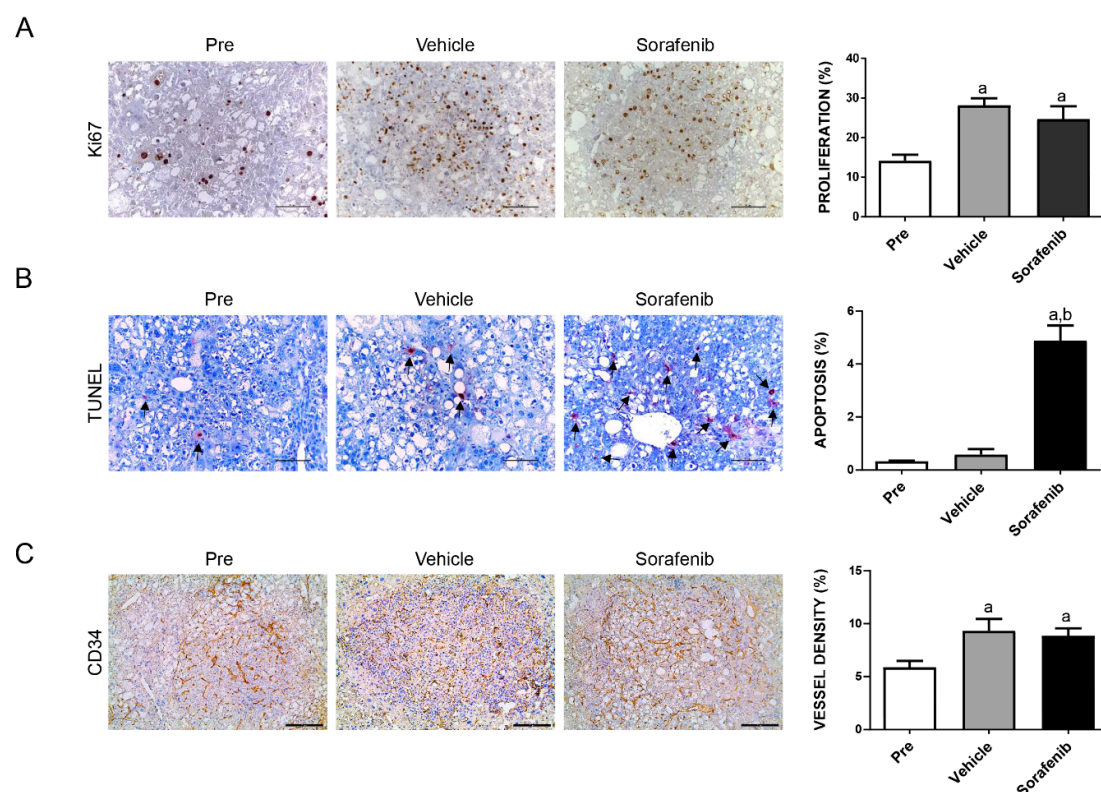 A
Pre
Vehicle
Sorafenib
Ki67
PROLIFERATION (%)
40
30
20
10
0
a
a
Pre
Vehicle
Sorafenib
B
Pre
Vehicle
Sorafenib
TUNEL
APOPTOSIS (%)
6
4
2
0
a,b
Pre
Vehicle
Sorafenib
C
Pre
Vehicle
Sorafenib
CD34
VESSEL DENSITY (%)
15
10
5
0
a
a
Pre
Vehicle
Sorafenib